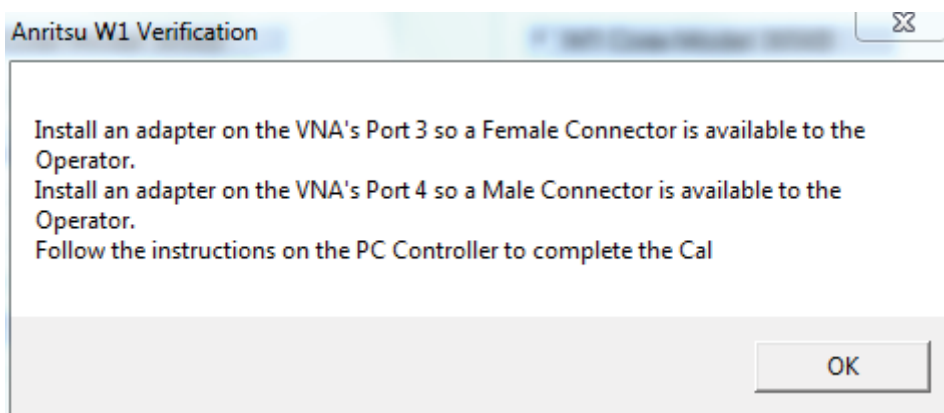 Anritsu W1 Verification
Install an adapter on the VNA's Port 3 so a Female Connector is available to the
Operator.
Install an adapter on the VNA's Port 4 so a Male Connector is available to the
Operator.
Follow the instructions on the PC Controller to complete the Cal
OK